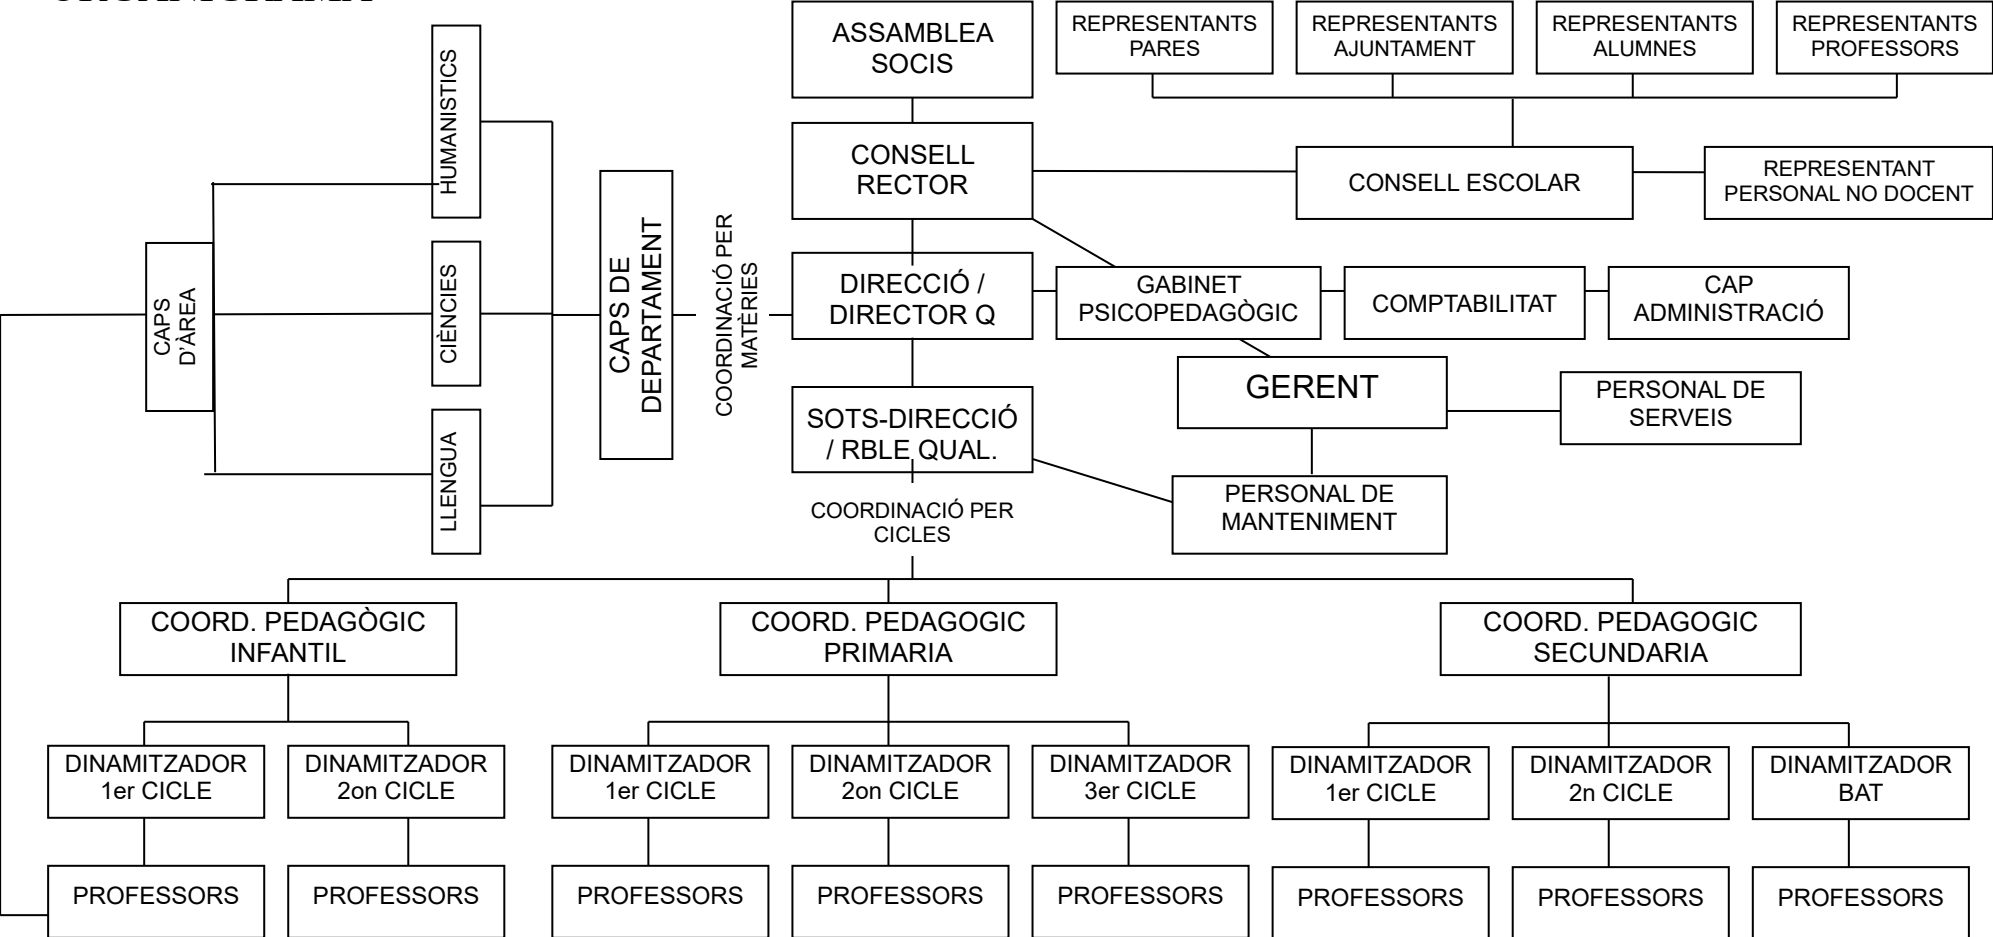 ORGANIGRAMA
ASSAMBLEA
SOCIS
REPRESENTANTS
PARES
REPRESENTANTS
AJUNTAMENT
REPRESENTANTS
ALUMNES
REPRESENTANTS
PROFESSORS
HUMANISTICS
CONSELL
RECTOR
CONSELL ESCOLAR
REPRESENTANT
PERSONAL NO DOCENT
CAPS
D'ÀREA
CIÈNCIES
CAPS DE
DEPARTAMENT
COORDINACIÓ PER
MATÈRIES
DIRECCIÓ /
DIRECTOR Q
GABINET
PSICOPEDAGÒGIC
COMPTABILITAT
CAP
ADMINISTRACIÓ
GERENT
PERSONAL DE
SERVEIS
LLENGUA
SOTS-DIRECCIÓ
/ RBLE QUAL.
PERSONAL DE
MANTENIMENT
COORDINACIÓ PER
CICLES
COORD. PEDAGÒGIC
INFANTIL
COORD. PEDAGOGIC
PRIMARIA
COORD. PEDAGOGIC
SECUNDARIA
DINAMITZADOR
1er CICLE
DINAMITZADOR
2on CICLE
DINAMITZADOR
1er CICLE
DINAMITZADOR
2on CICLE
DINAMITZADOR
3er CICLE
DINAMITZADOR
1er CICLE
DINAMITZADOR
2n CICLE
DINAMITZADOR
BAT
PROFESSORS
PROFESSORS
PROFESSORS
PROFESSORS
PROFESSORS
PROFESSORS
PROFESSORS
PROFESSORS